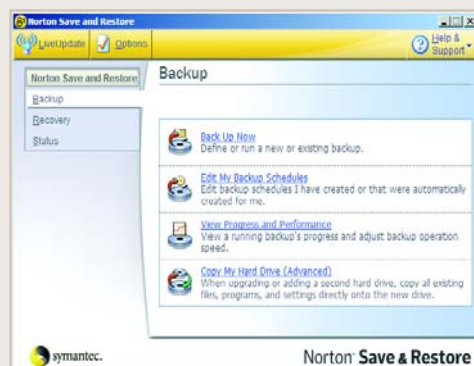 Norton Save and Restore
LiveUpdate Options Help &
Support
Norton Save and Restore
Backup
Recovery
Status
Backup
Back Up Now
Define or run a new or existing backup.
Edit My Backup Schedules
Edit backup schedules I have created or that were automatically
created for me.
View Progress and Performance
View a running backup's progress and adjust backup operation
speed.
Copy My Hard Drive (Advanced)
When upgrading or adding a second hard drive, copy all existing
files, programs, and settings directly onto the new drive.
symantec.
Norton Save & Restore